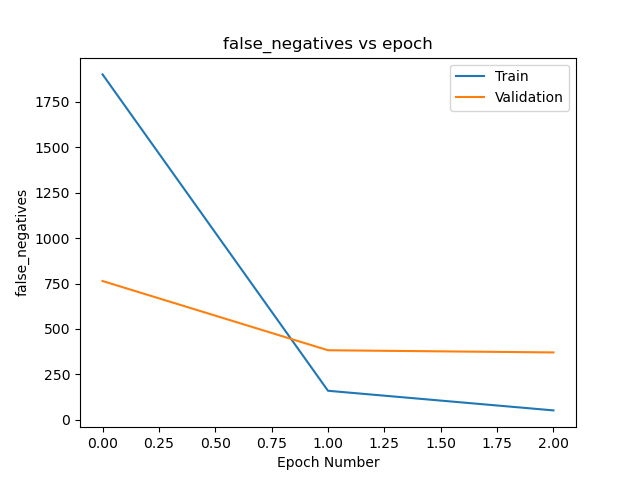 false_negatives vs epoch
Train
Validation
1750
1500
1250
1000
750
500
250
0
false_negatives
0.00 0.25 0.50 0.75 1.00 1.25 1.50 1.75 2.00
Epoch Number